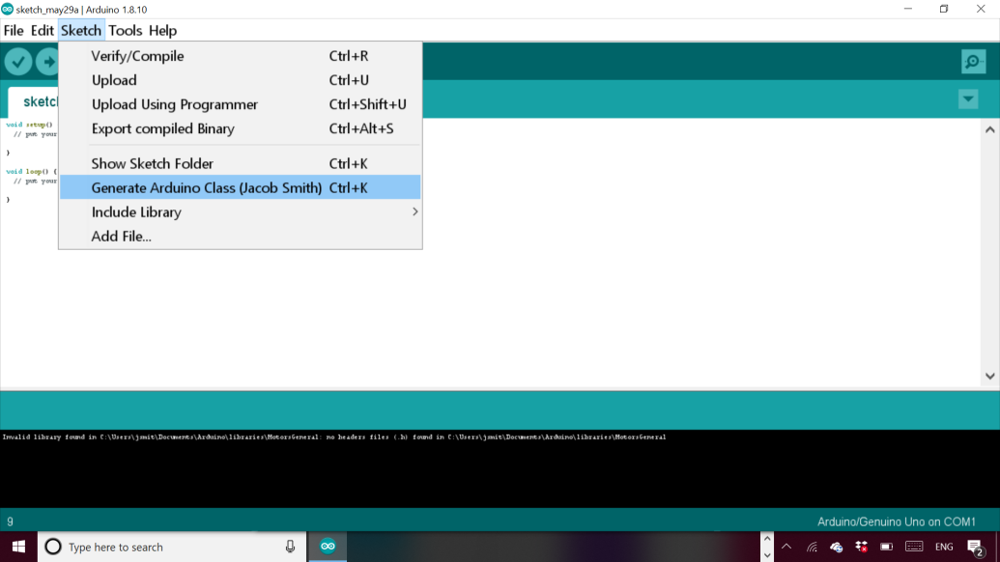 sketch_may29a | Arduino 1.8.10
File Edit Sketch Tools Help
Verify/Compile Ctrl+R
Upload Ctrl+U
Upload Using Programmer Ctrl+Shift+U
Export compiled Binary Ctrl+Alt+S
Show Sketch Folder Ctrl+K
Generate Arduino Class (Jacob Smith) Ctrl+K
Include Library
Add File...
sketc
void setup()
// put your
}
void loop() {
// put your
}
Invalid library found in C:\Users\jsmit\Documents\Arduino\libraries\MotorsGeneral: no headers files (.h) found in C:\Users\jsmit\Documents\Arduino\libraries\MotorsGeneral
9 Arduino/Genuino Uno on COM1
Type here to search ENG 2